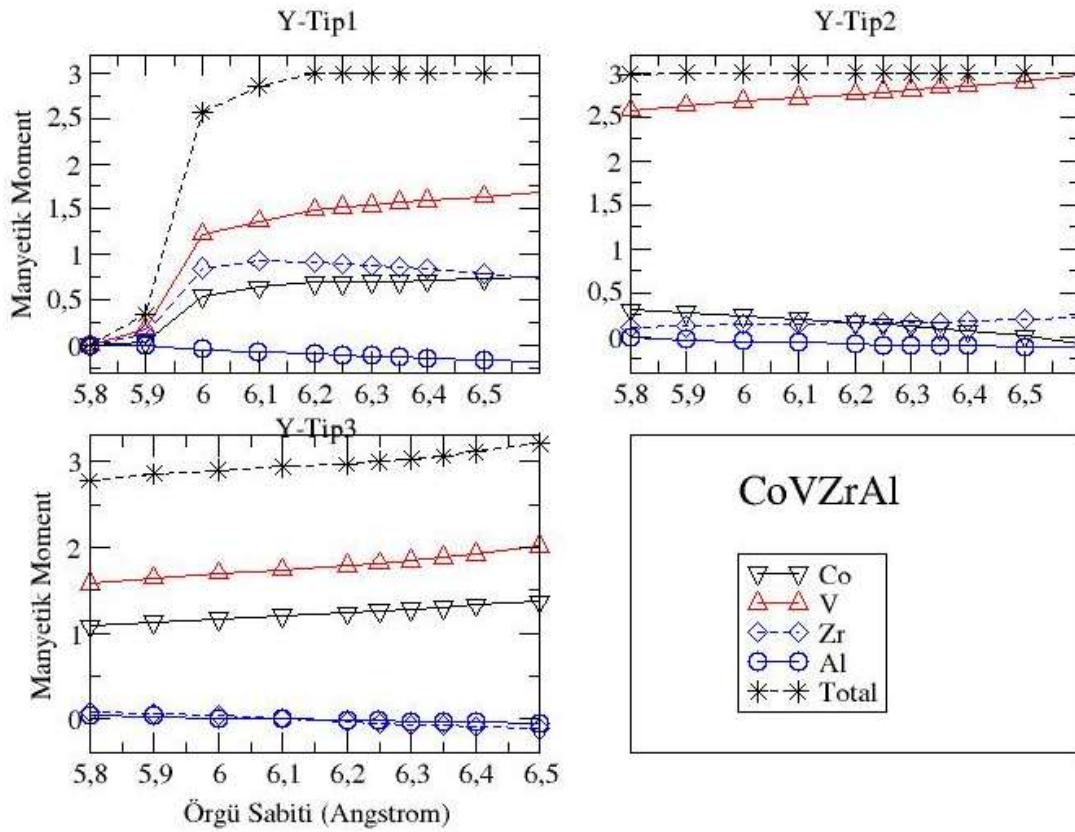 Y-Tip1
Manyetik Moment
3
2,5
2
1,5
1
0,5
0
5,8 5,9 6 6,1 6,2 6,3 6,4 6,5
Y-Tip2
3
2,5
2
1,5
1
0,5
0
5,8 5,9 6 6,1 6,2 6,3 6,4 6,5
Y-Tip3
Manyetik Moment
3
2
1
0
5,8 5,9 6 6,1 6,2 6,3 6,4 6,5
Örgü Sabiti (Angstrom)
CoVZrAl
Co
V
Zr
Al
Total